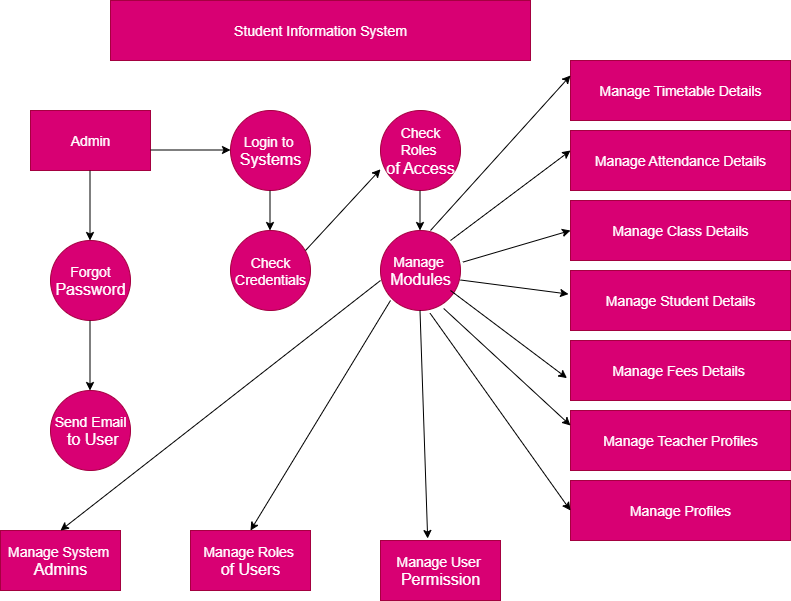 Student Information System
Manage Timetable Details
Admin
Login to
Systems
Check
Roles
of Access
Manage Attendance Details
Manage Class Details
Forgot
Password
Check
Credentials
Manage
Modules
Manage Student Details
Manage Fees Details
Send Email
to User
Manage Teacher Profiles
Manage Profiles
Manage System
Admins
Manage Roles
of Users
Manage User
Permission